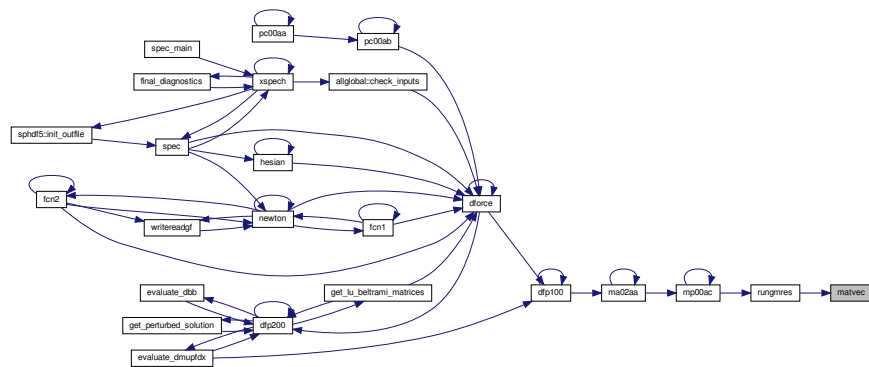 pc00aa
pc00ab
spec_main
final_diagnostics
xspech
allglobal::check_inputs
sphdf5::init_outfile
spec
hesian
fcn2
dforce
newton
writereadgf
fcn1
evaluate_dbb
get_lu_beltrami_matrices
dfp100
ma02aa
mp00ac
rungmres
matvec
get_perturbed_solution
dfp200
evaluate_dmupfdx